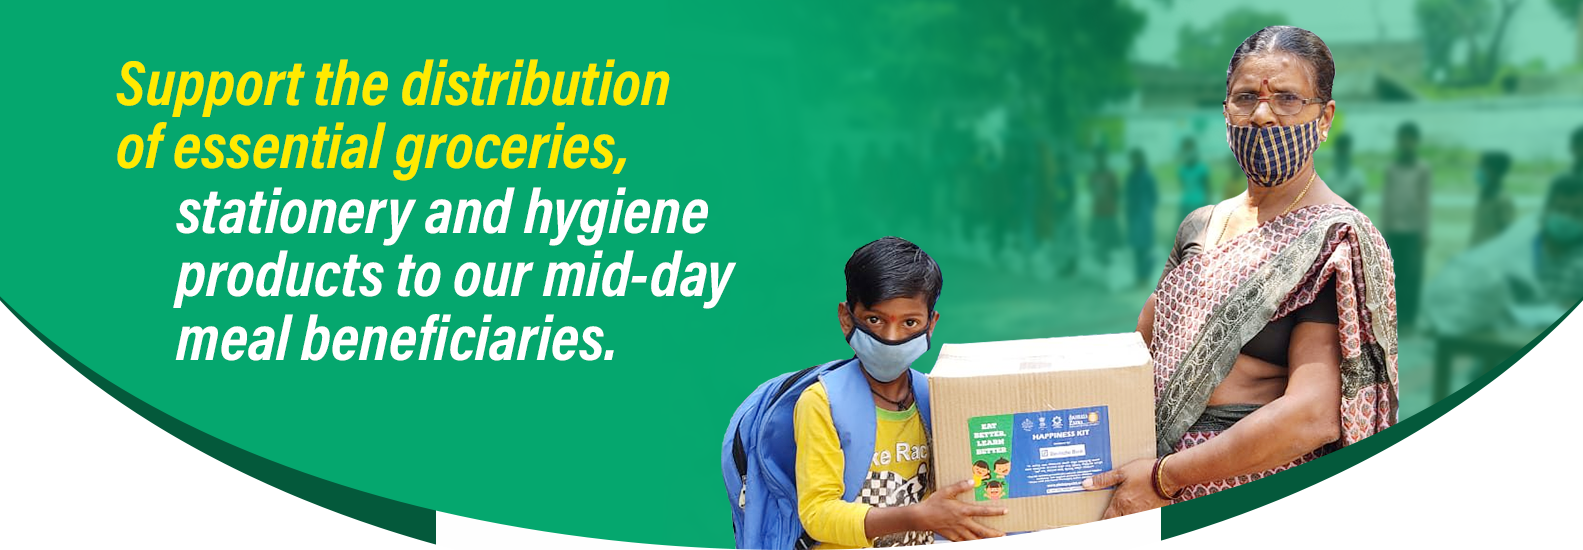 Support the distribution
of essential groceries,
stationery and hygiene
products to our mid-day
meal beneficiaries.
EAT
BETTER,
LEARN
BETTER
HAPPINESS KIT